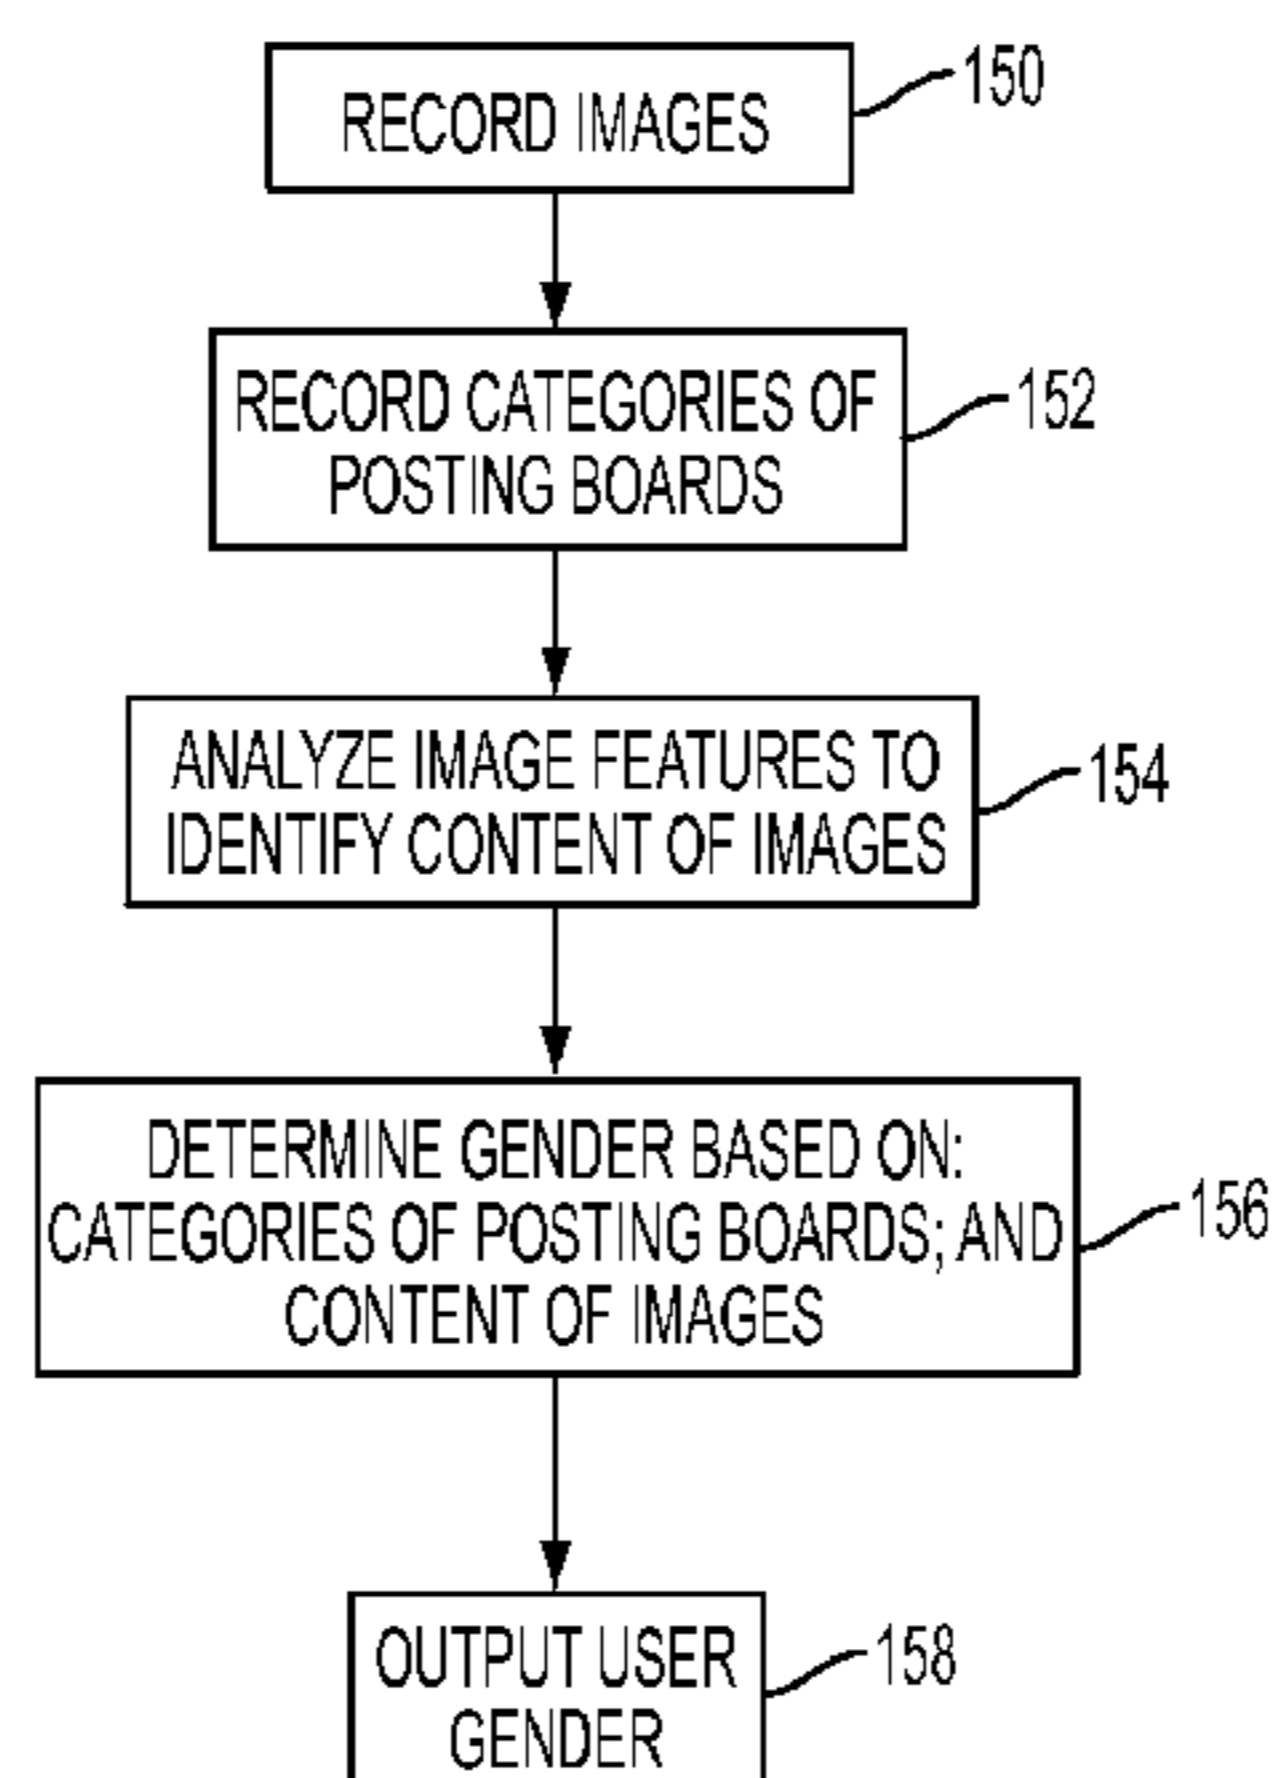 RECORD IMAGES
150
RECORD CATEGORIES OF
POSTING BOARDS
152
ANALYZE IMAGE FEATURES TO
IDENTIFY CONTENT OF IMAGES
154
DETERMINE GENDER BASED ON:
CATEGORIES OF POSTING BOARDS; AND
CONTENT OF IMAGES
156
OUTPUT USER
GENDER
158